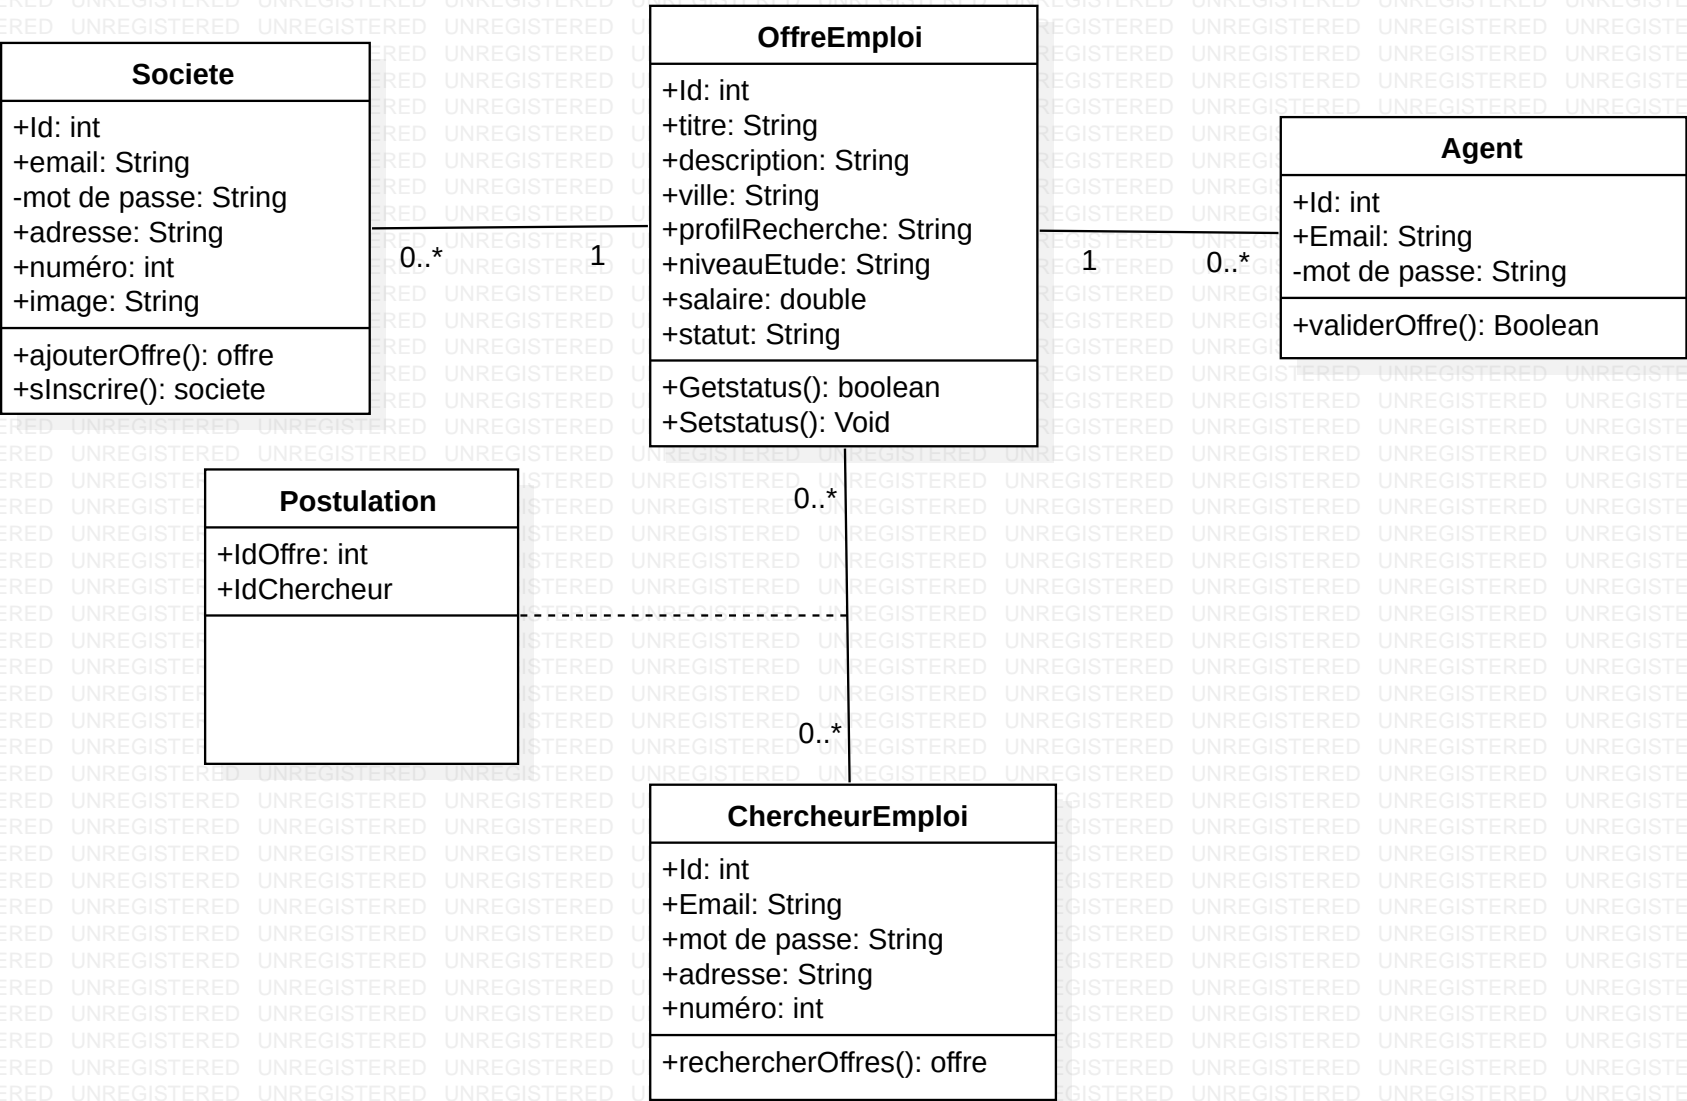 Societe
+Id: int
+email: String
-mot de passe: String
+adresse: String
+numéro: int
+image: String
+ajouterOffre(): offre
+sInscrire(): societe
0..*
1
OffreEmploi
+Id: int
+titre: String
+description: String
+ville: String
+profilRecherche: String
+niveauEtude: String
+salaire: double
+statut: String
+Getstatus(): boolean
+Setstatus(): Void
1
0..*
Agent
+Id: int
+Email: String
-mot de passe: String
+validerOffre(): Boolean
Postulation
+IdOffre: int
+IdChercheur
0..*
0..*
ChercheurEmploi
+Id: int
+Email: String
+mot de passe: String
+adresse: String
+numéro: int
+rechercherOffres(): offre
UNREGISTERED